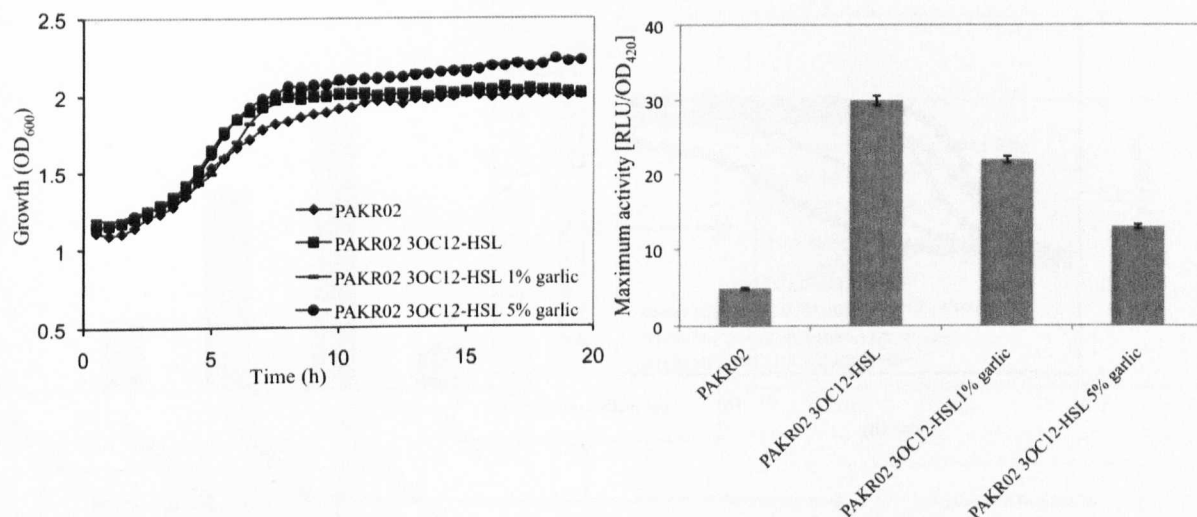 2.5
2
1.5
1
0.5
Growth (OD600)
PAKR02
PAKR02 3OC12-HSL
PAKR02 3OC12-HSL 1% garlic
PAKR02 3OC12-HSL 5% garlic
0 5 10 15 20
Time (h)
40
30
20
10
0
Maximum activity [RLU/OD420]
PAKR02
PAKR02 3OC12-HSL
PAKR02 3OC12-HSL 1% garlic
PAKR02 3OC12-HSL 5% garlic